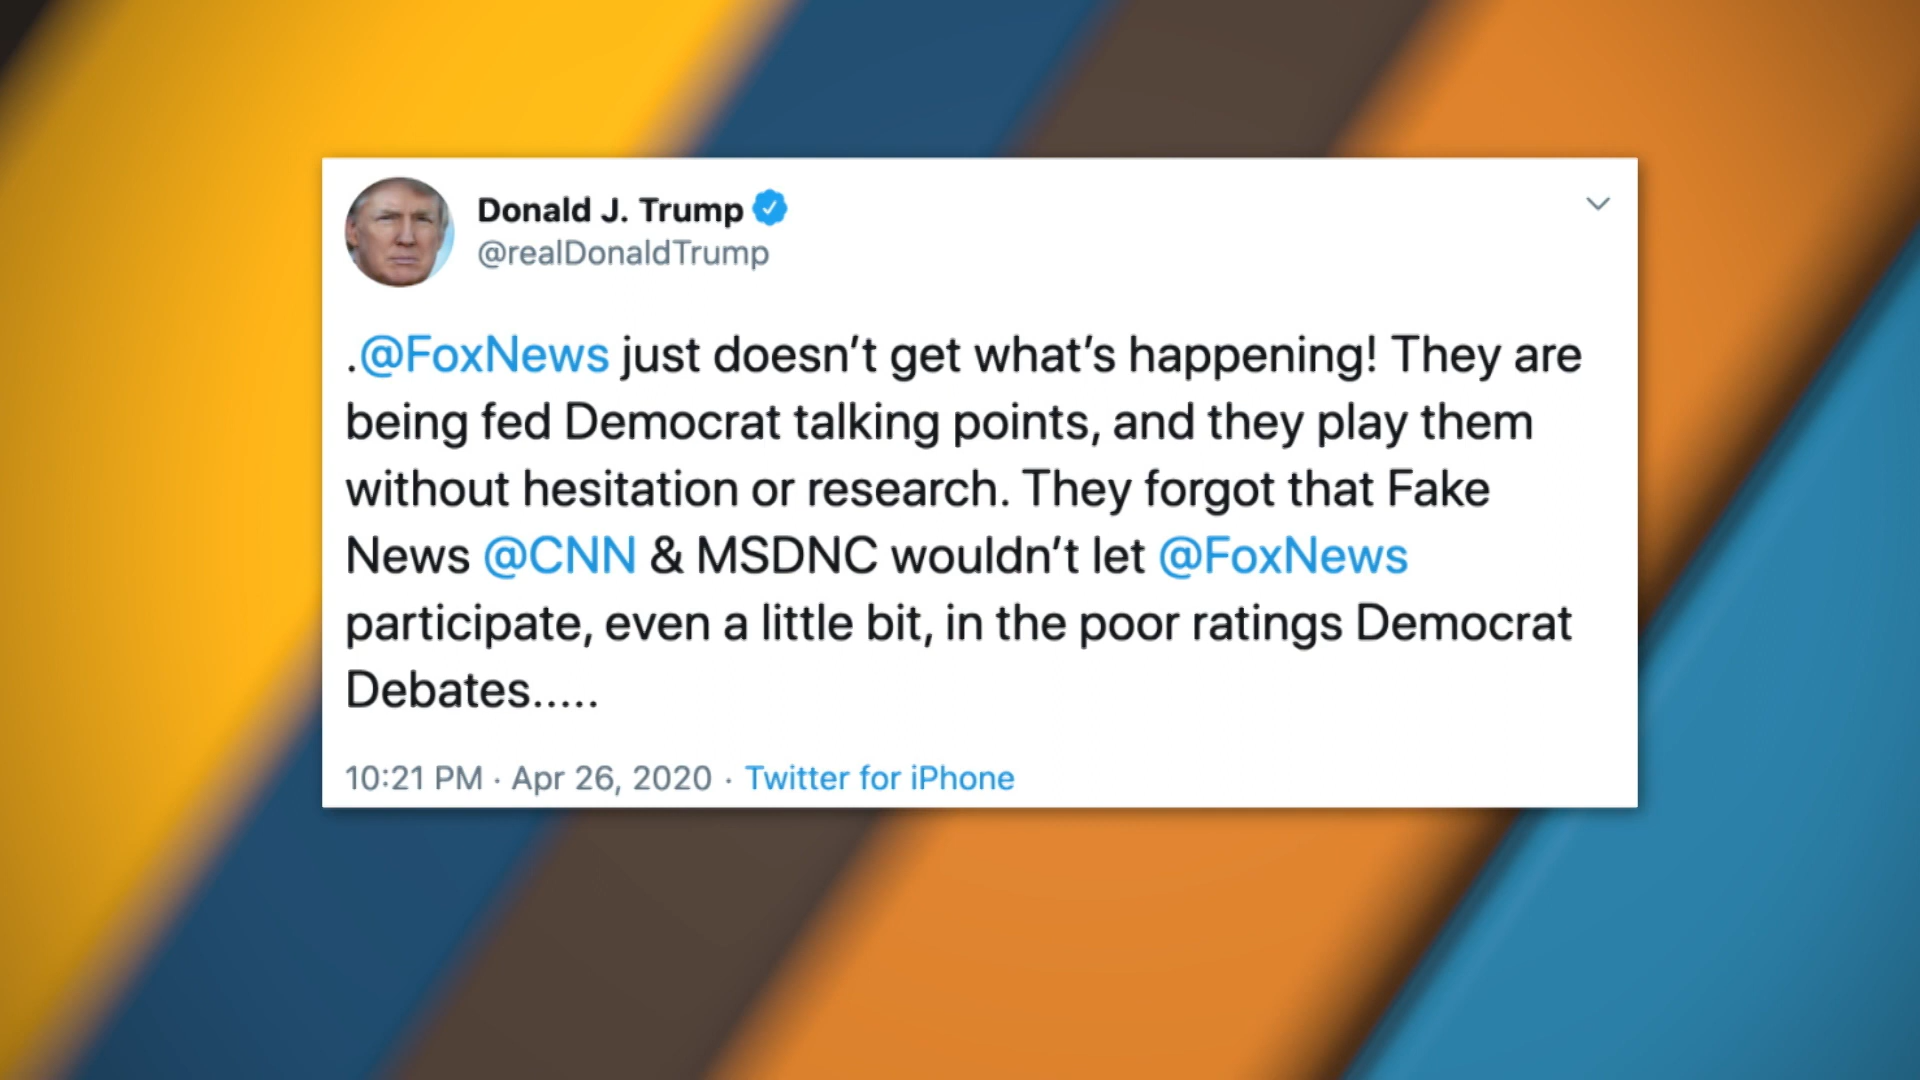 Donald J. Trump
@realDonaldTrump
.@FoxNews just doesn’t get what’s happening! They are
being fed Democrat talking points, and they play them
without hesitation or research. They forgot that Fake
News @CNN & MSDNC wouldn’t let @FoxNews
participate, even a little bit, in the poor ratings Democrat
Debates.....
10:21 PM · Apr 26, 2020 · Twitter for iPhone